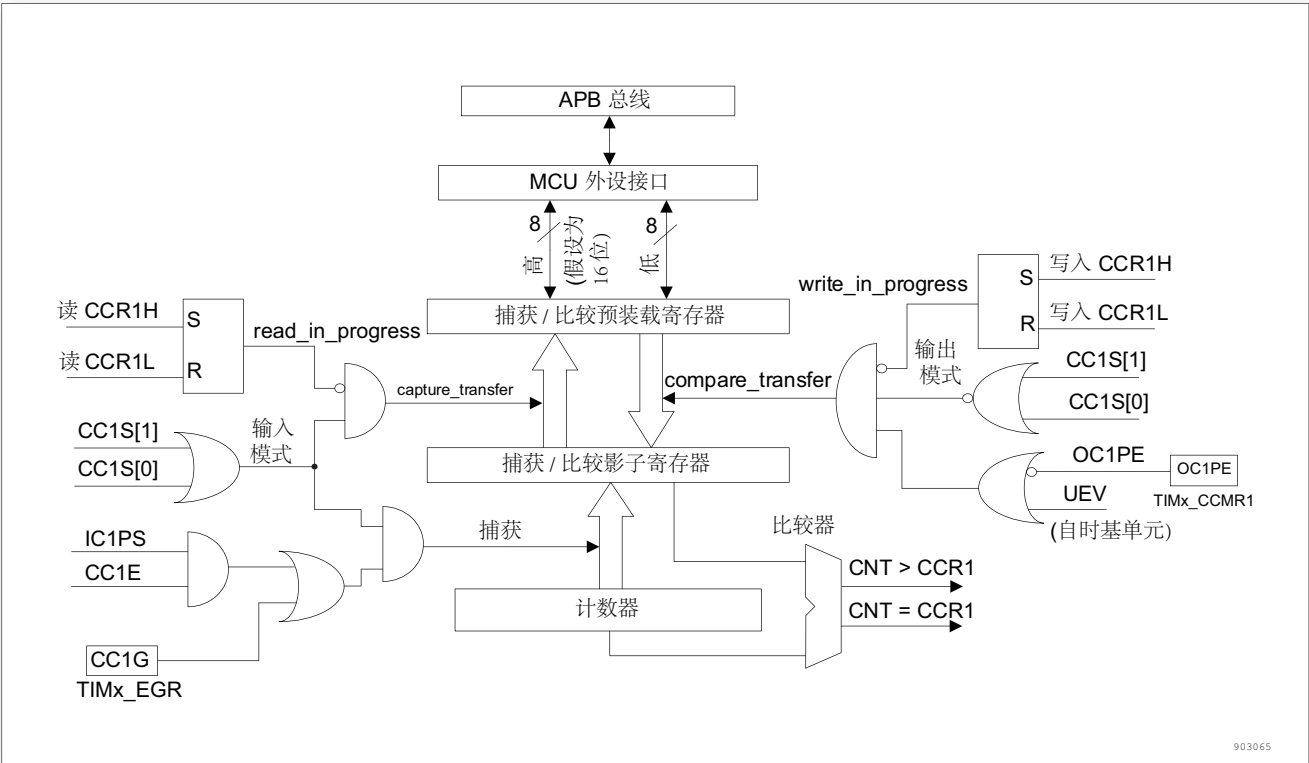 APB 总线
MCU 外设接口
8
高
(假设为
16 位)
8
低
写入 CCR1H
S
write_in_progress
写入 CCR1L
R
读 CCR1H
S
read_in_progress
捕获 / 比较预装载寄存器
读 CCR1L
R
输出
模式
CC1S[1]
CC1S[0]
capture_transfer
compare_transfer
CC1S[1]
CC1S[0]
输入
模式
捕获 / 比较影子寄存器
OC1PE
OC1PE
UEV
TIMx_CCMR1
(自时基单元)
IC1PS
CC1E
捕获
比较器
CNT > CCR1
CNT = CCR1
计数器
CC1G
TIMx_EGR
903065